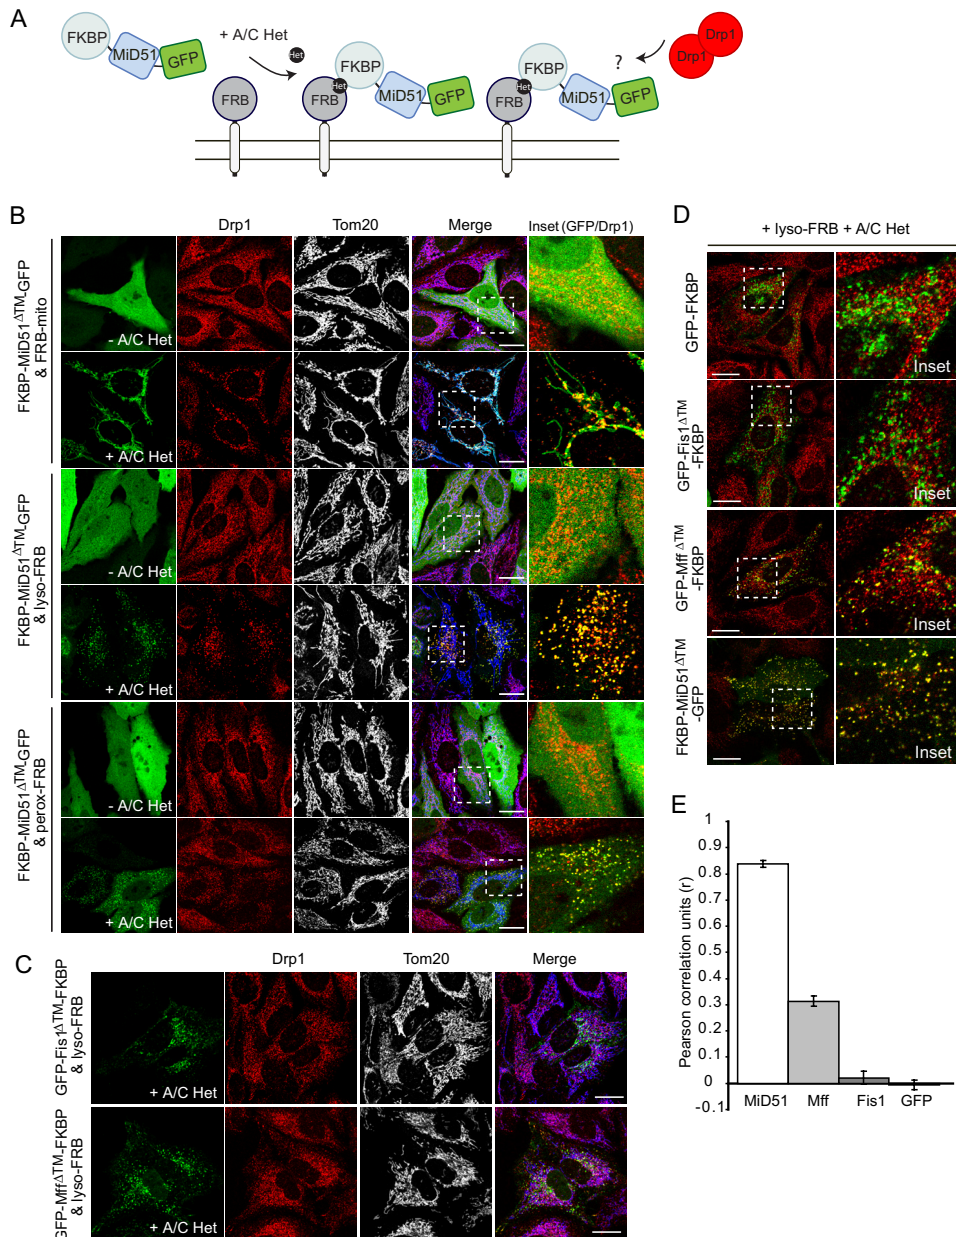 A
FKBP
MiD51
GFP
+ A/C Het
Het
FRB
FRB
Het
FKBP
MiD51
GFP
FRB
Het
FKBP
MiD51
GFP
?
Drp1
Drp1
B
Drp1
Tom20
Merge
Inset (GFP/Drp1)
FKBP-MiD51ΔTM-GFP
& FRB-mito
- A/C Het
+ A/C Het
FKBP-MiD51ΔTM-GFP
& lyso-FRB
- A/C Het
+ A/C Het
FKBP-MiD51ΔTM-GFP
& perox-FRB
- A/C Het
+ A/C Het
C
Drp1
Tom20
Merge
GFP-Fis1ΔTM-FKBP
& lyso-FRB
+ A/C Het
GFP-MffΔTM-FKBP
& lyso-FRB
+ A/C Het
D
+ lyso-FRB + A/C Het
GFP-FKBP
Inset
GFP-Fis1ΔTM
-FKBP
Inset
GFP-Mff ΔTM
-FKBP
Inset
FKBP-MiD51ΔTM
-GFP
Inset
E
Pearson correlation units (r)
1
0.9
0.8
0.7
0.6
0.5
0.4
0.3
0.2
0.1
0
-0.1
MiD51
Mff
Fis1
GFP